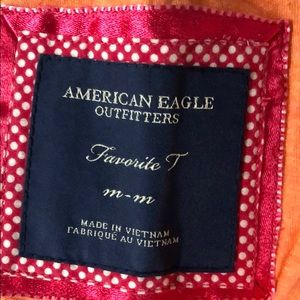 AMERICAN EAGLE
OUTFITTERS
Favorite T
m-m
MADE IN VIETNAM
FABRIQUÉ AU VIETNAM